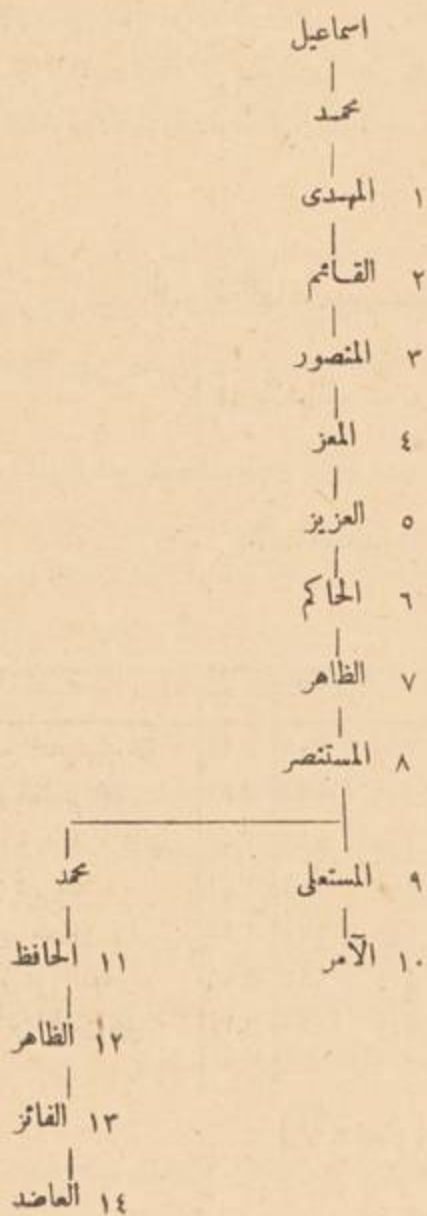 اسماعيل
محمد
١ المهدى
٢ القائم
٣ المنصور
٤ المعز
٥ العزيز
٦ الحاكم
٧ الظاهر
٨ المستنصر
٩ المستعلى محمد
١٠ الآمر ١١ الحافظ
١٢ الظاهر
١٣ الفائز
١٤ العاضد